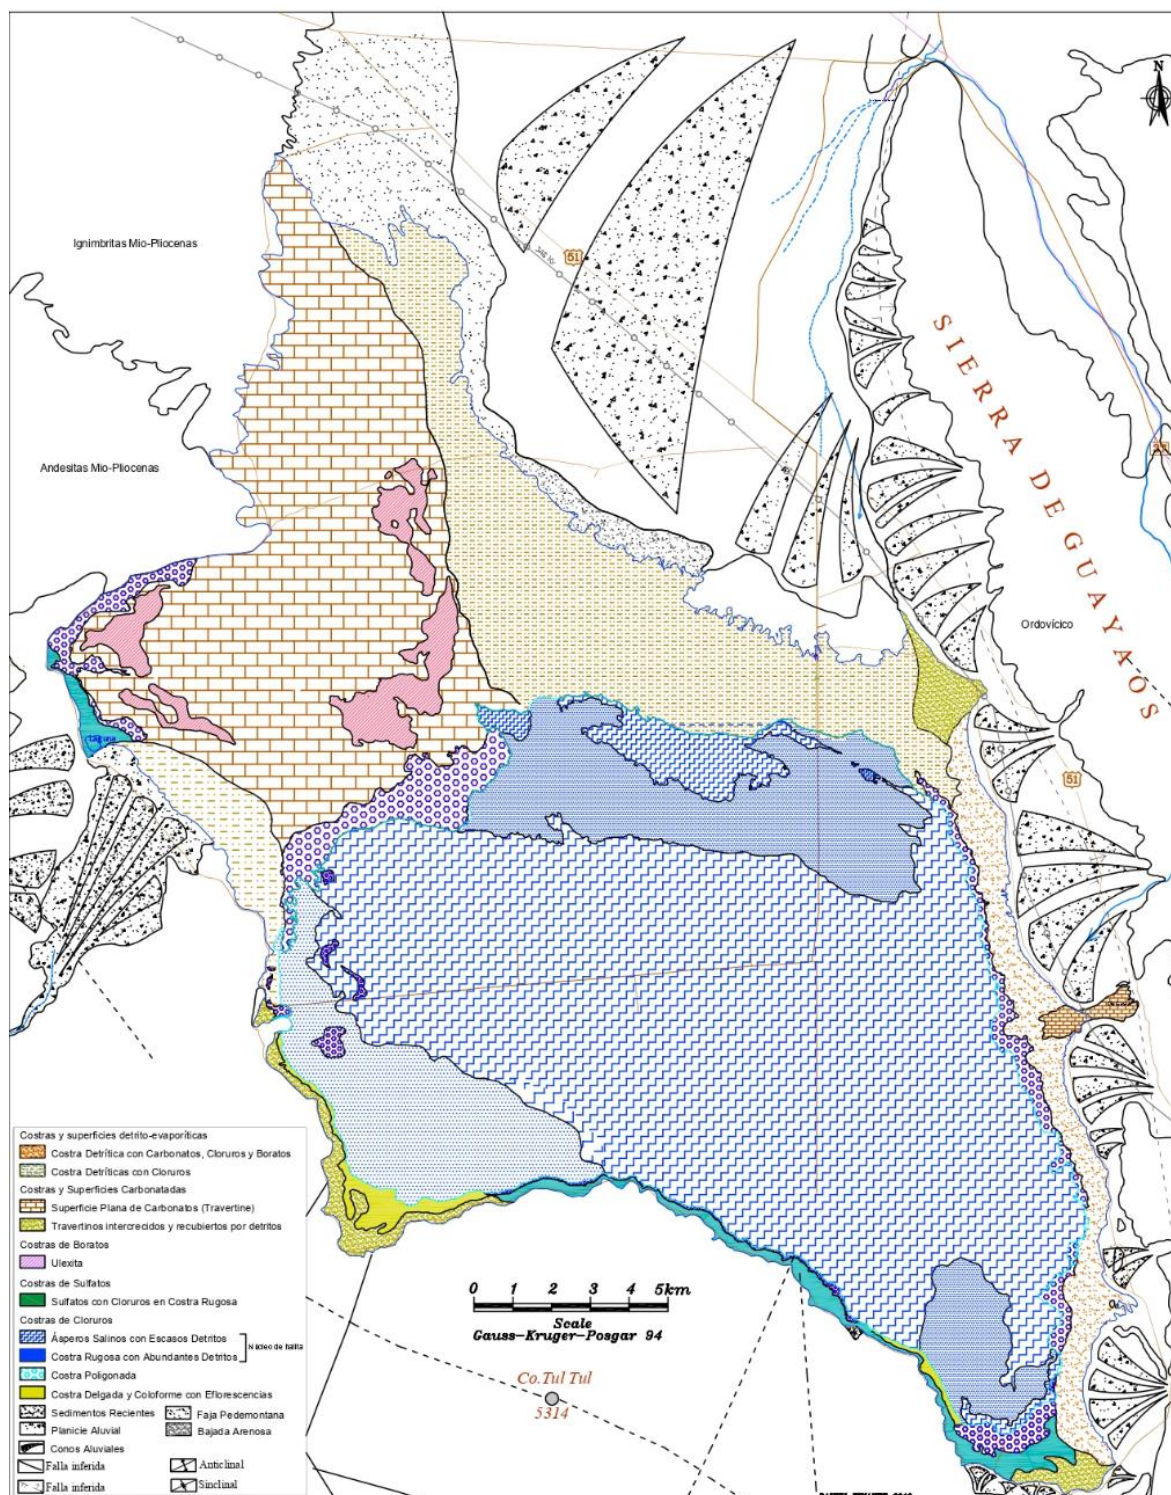 N
Ignimbritas Mio-Pliocenas
51
SIERRA DE GUAYAOS
Andesitas Mio-Pliocenas
Ordovícico
Laguna
51
Costras y superficies detrito-evaporíticas
Costra Detrítica con Carbonatos, Cloruros y Boratos
Costra Detríticas con Cloruros
Costras y Superficies Carbonatadas
Superficie Plana de Carbonatos (Travertine)
Travertinos intercrecidos y recubiertos por detritos
Costras de Boratos
Ulexita
Costras de Sulfatos
Sulfatos con Cloruros en Costra Rugosa
Costras de Cloruros
Ásperos Salinos con Escasos Detritos
Núcleo de halita
Costra Rugosa con Abundantes Detritos
Costra Poligonada
Costra Delgada y Coloforme con Eflorescencias
Sedimentos Recientes
Faja Pedemontana
Planicie Aluvial
Bajada Arenosa
Conos Aluviales
Falla inferida
Anticlinal
Falla inferida
Sinclinal
0 1 2 3 4 5km
Scale
Gauss-Kruger-Posgar 94
Co.Tul Tul
5314